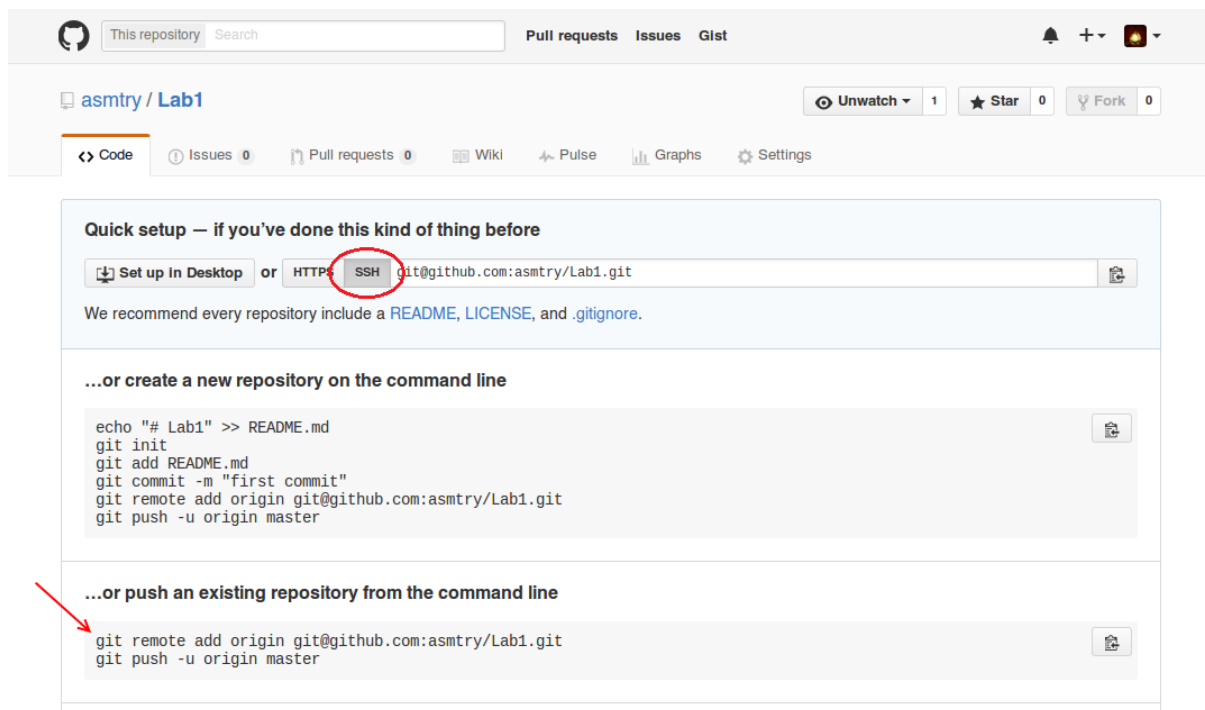 This repository Search Pull requests Issues Gist
asmtry / Lab1 Unwatch 1 Star 0 Fork 0
Code Issues 0 Pull requests 0 Wiki Pulse Graphs Settings
Quick setup — if you've done this kind of thing before
Set up in Desktop or HTTPS SSH git@github.com:asmtry/Lab1.git
We recommend every repository include a README, LICENSE, and .gitignore.
…or create a new repository on the command line
echo "# Lab1" >> README.md
git init
git add README.md
git commit -m "first commit"
git remote add origin git@github.com:asmtry/Lab1.git
git push -u origin master
…or push an existing repository from the command line
git remote add origin git@github.com:asmtry/Lab1.git
git push -u origin master